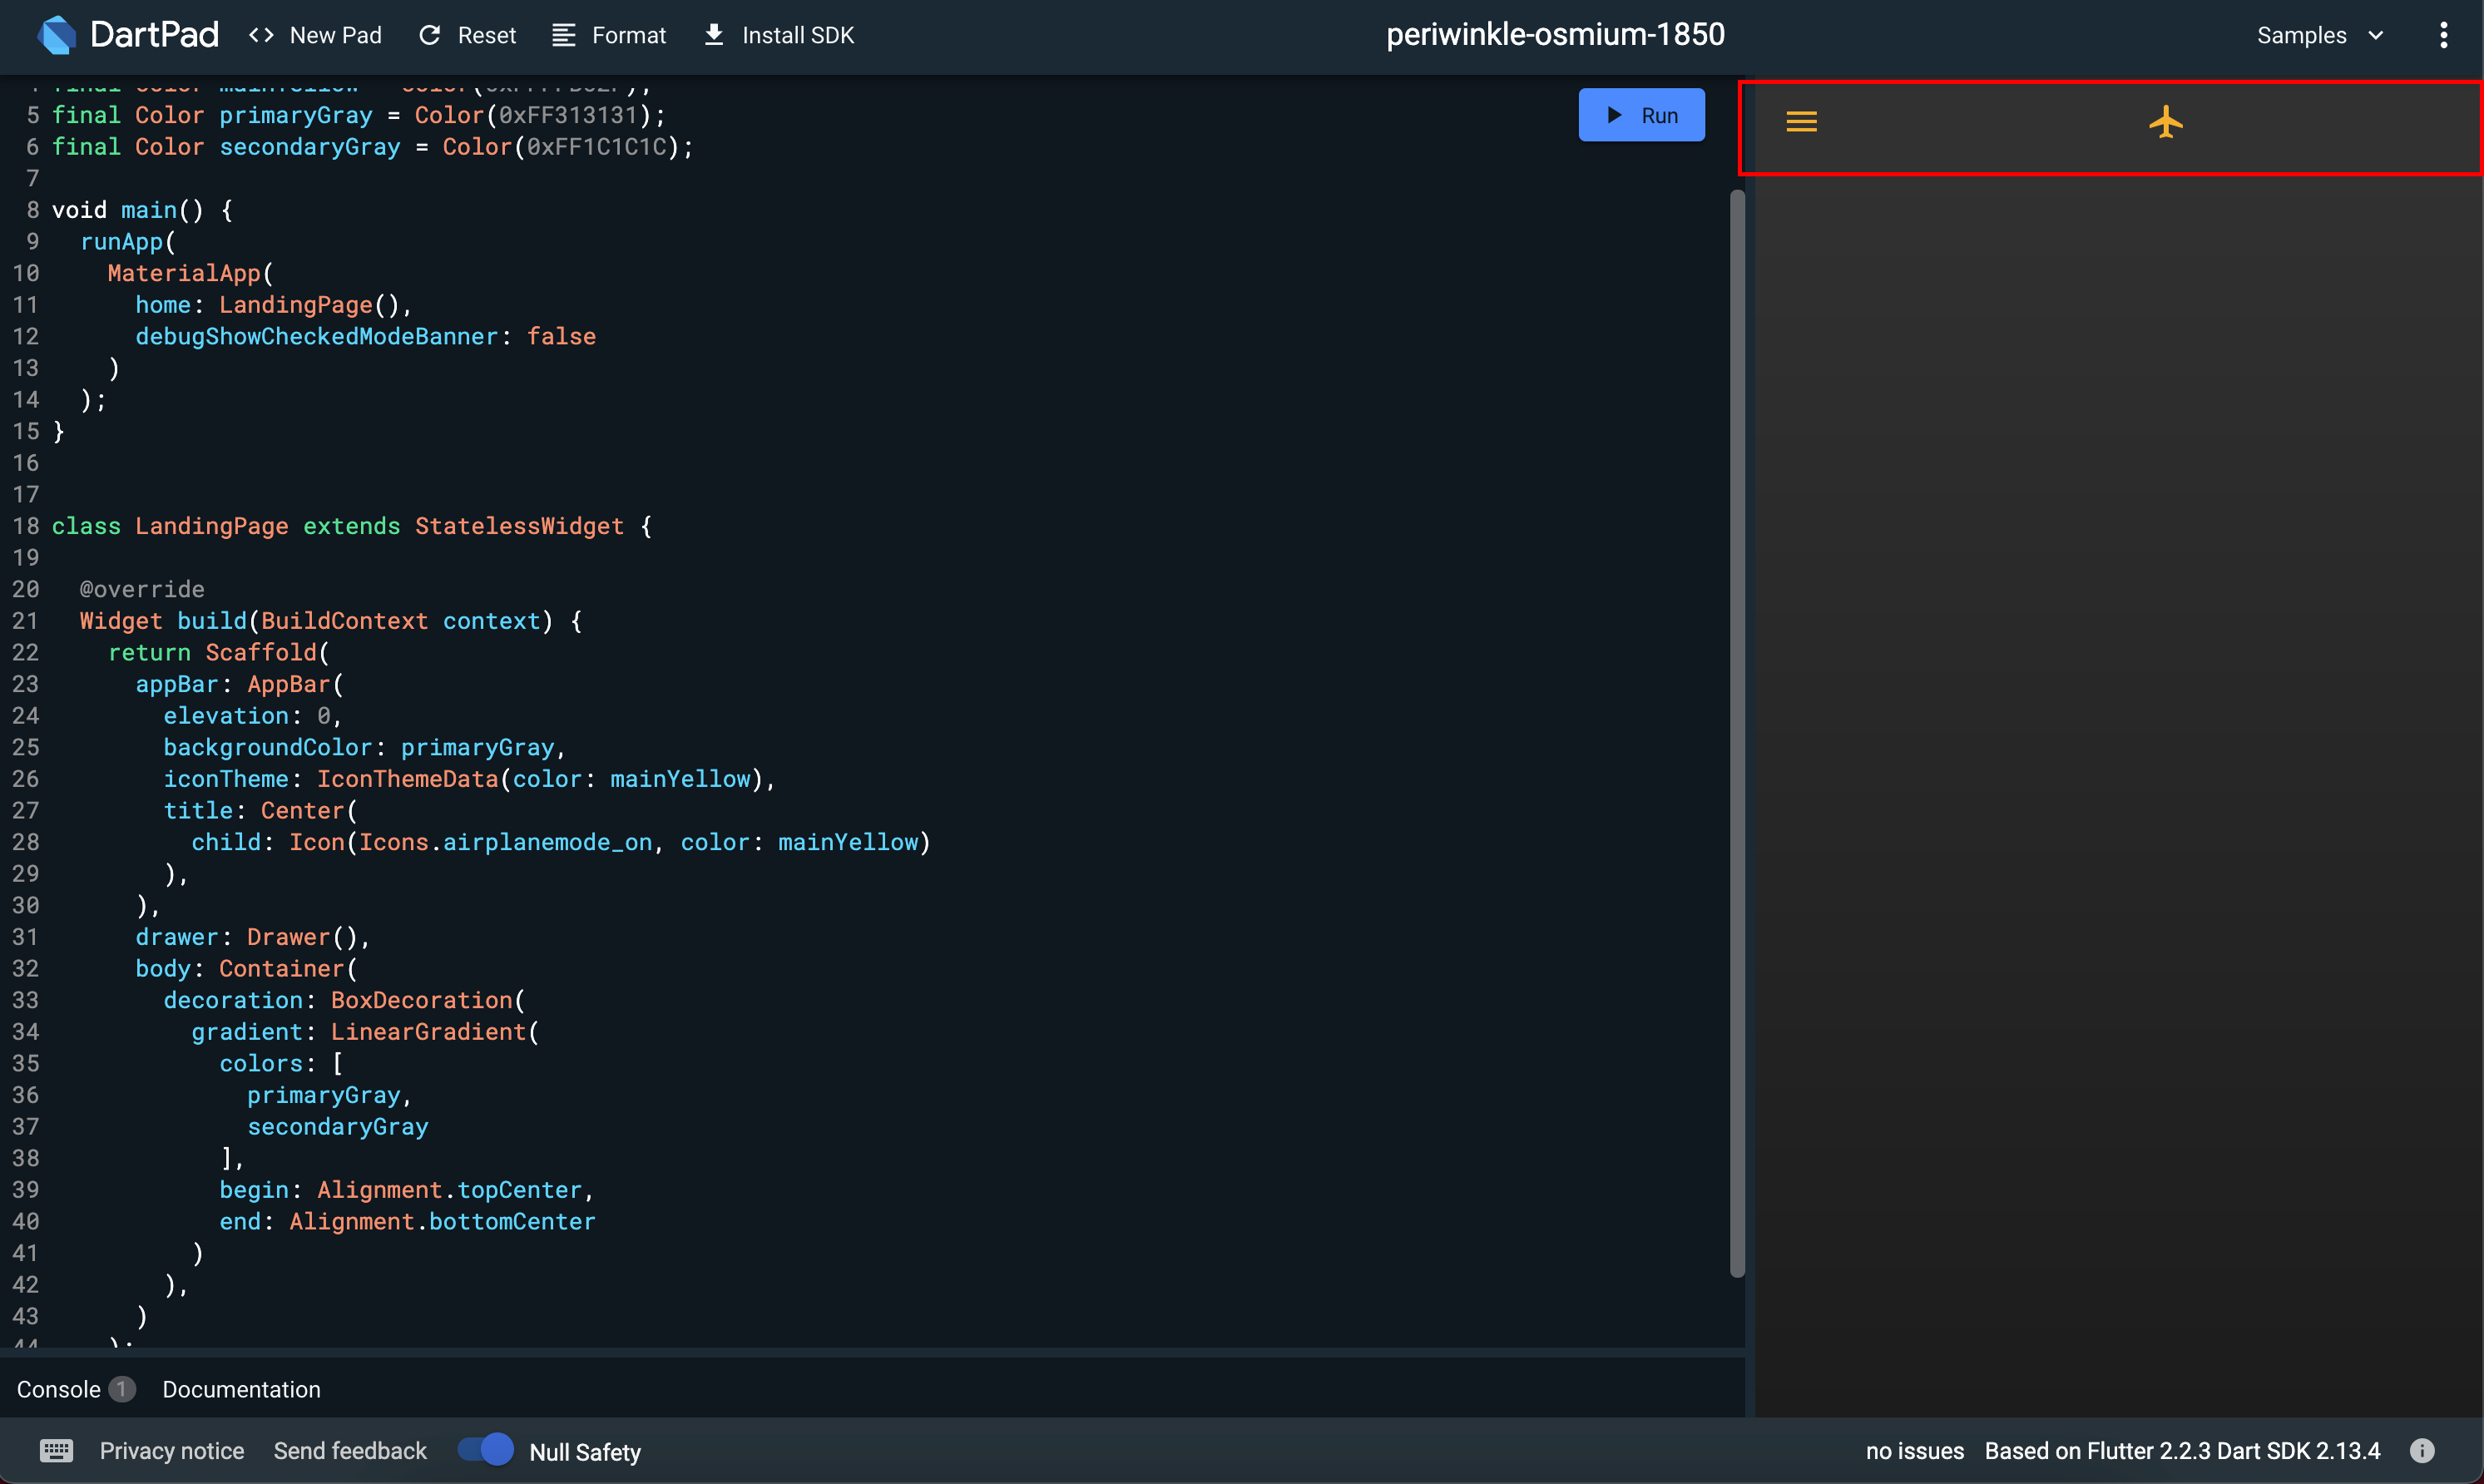 DartPad <> New Pad Reset Format Install SDK periwinkle-osmium-1850 Samples
5 final Color primaryGray = Color(0xFF313131);
6 final Color secondaryGray = Color(0xFF1C1C1C);
Run
7
8 void main() {
9 runApp(
10 MaterialApp(
11 home: LandingPage(),
12 debugShowCheckedModeBanner: false
13 )
14 );
15 }
16
17
18 class LandingPage extends StatelessWidget {
19
20 @override
21 Widget build(BuildContext context) {
22 return Scaffold(
23 appBar: AppBar(
24 elevation: 0,
25 backgroundColor: primaryGray,
26 iconTheme: IconThemeData(color: mainYellow),
27 title: Center(
28 child: Icon(Icons.airplanemode_on, color: mainYellow)
29 ),
30 ),
31 drawer: Drawer(),
32 body: Container(
33 decoration: BoxDecoration(
34 gradient: LinearGradient(
35 colors: [
36 primaryGray,
37 secondaryGray
38 ],
39 begin: Alignment.topCenter,
40 end: Alignment.bottomCenter
41 )
42 ),
43 )
44 );
Console 1 Documentation
Privacy notice Send feedback Null Safety no issues Based on Flutter 2.2.3 Dart SDK 2.13.4